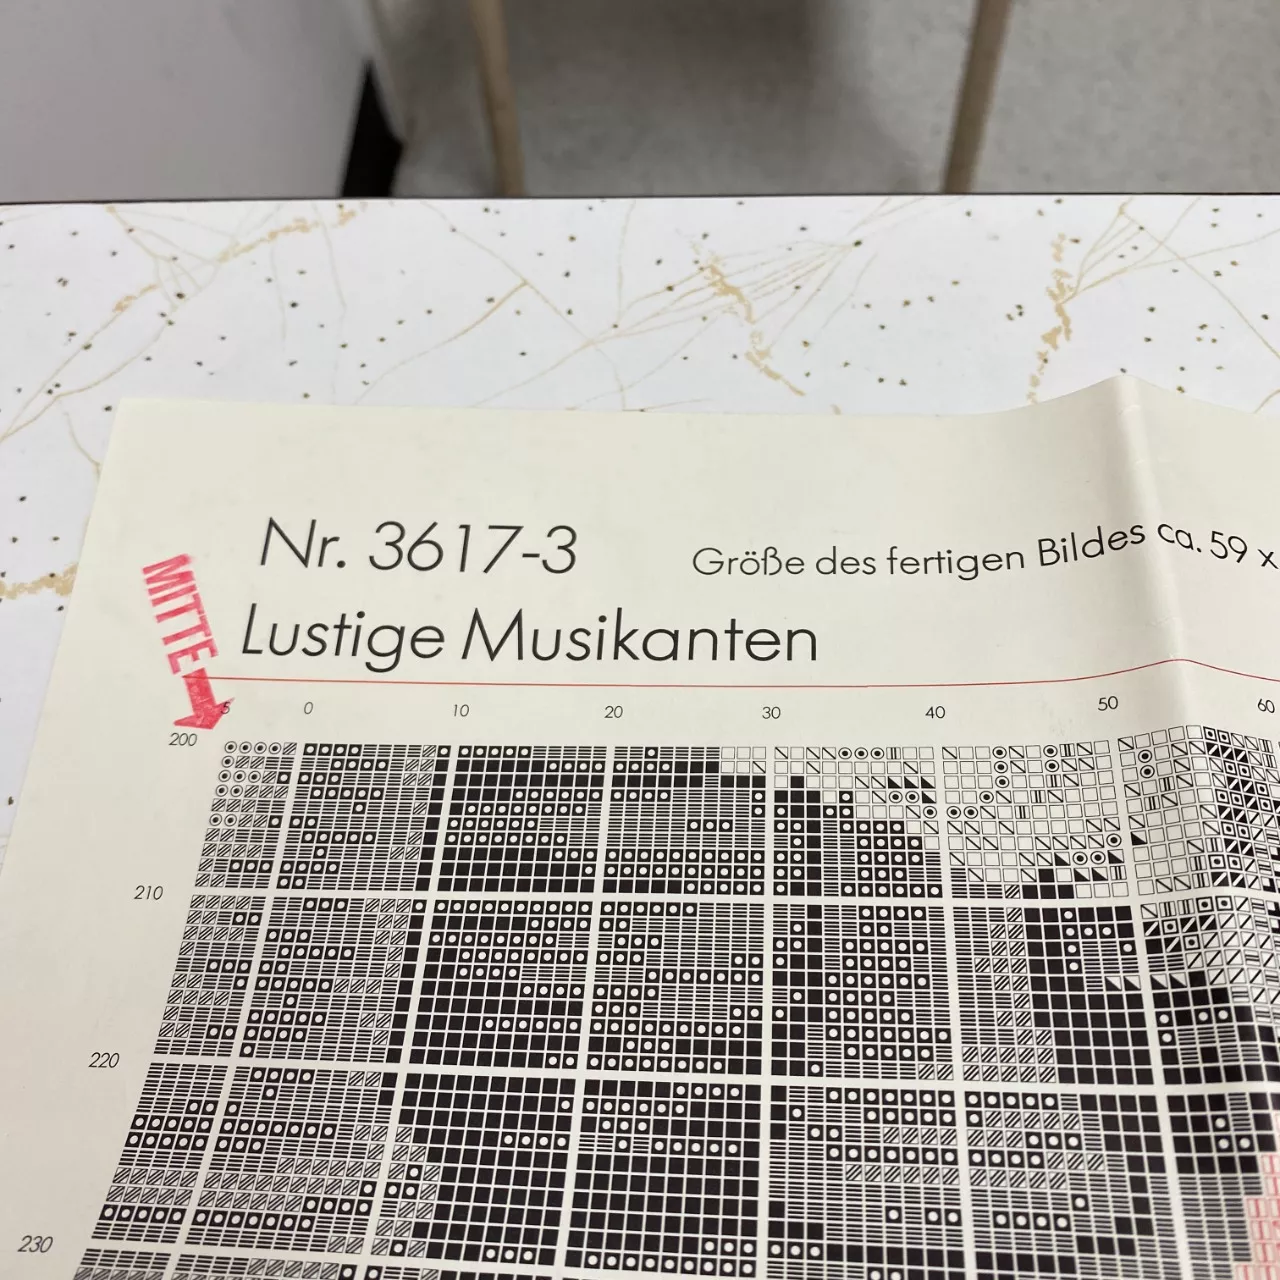 Nr. 3617-3
Größe des fertigen Bildes ca. 59 x
Lustige Musikanten
MITTE
5 0 10 20 30 40 50 60
200
210
220
230